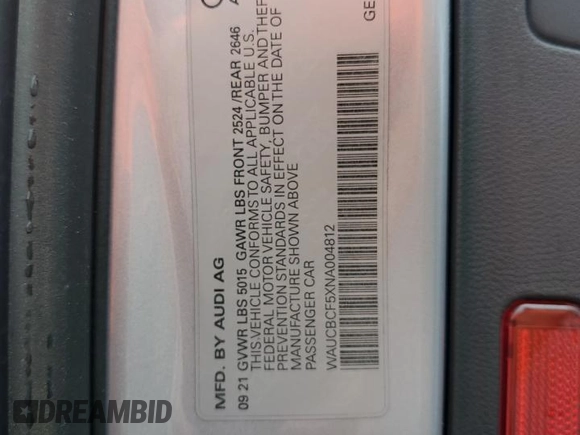 MFD. BY AUDI AG
09 21 GVWR LBS 5015 GAWR LBS FRONT 2524 /REAR 2646
THIS VEHICLE CONFORMS TO ALL APPLICABLE U.S.
FEDERAL MOTOR VEHICLE SAFETY, BUMPER AND THEF
PREVENTION STANDARDS IN EFFECT ON THE DATE OF
MANUFACTURE SHOWN ABOVE
PASSENGER CAR
WAUCBCF5XNA004812
GE
DREAMBID